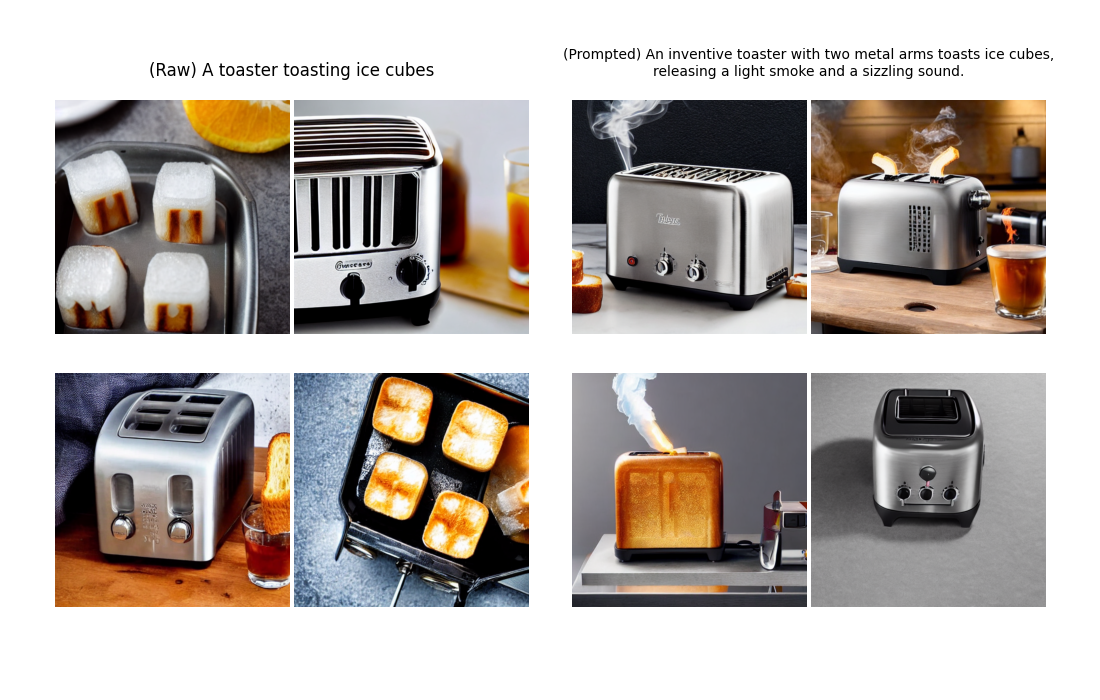 (Raw) A toaster toasting ice cubes
(Prompted) An inventive toaster with two metal arms toasts ice cubes,
releasing a light smoke and a sizzling sound.